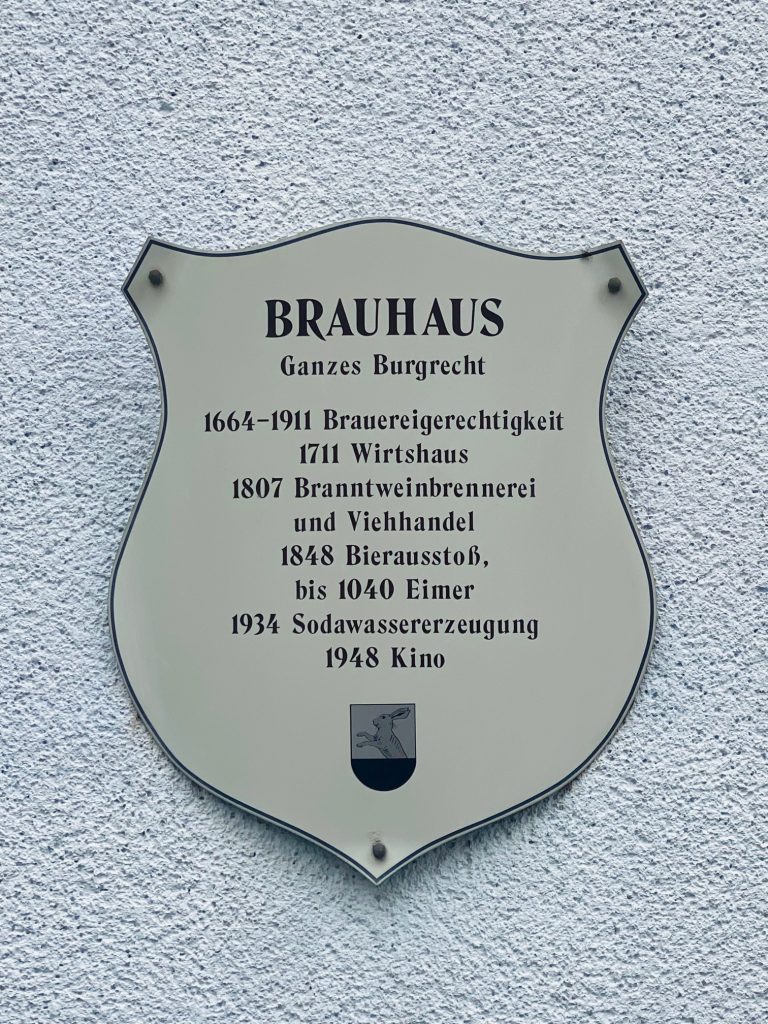 BRAUHAUS
Ganzes Burgrecht
1664-1911 Brauereigerechtigkeit
1711 Wirtshaus
1807 Branntweinbrennerei
und Viehhandel
1848 Bierausstoß,
bis 1040 Eimer
1934 Sodawassererzeugung
1948 Kino